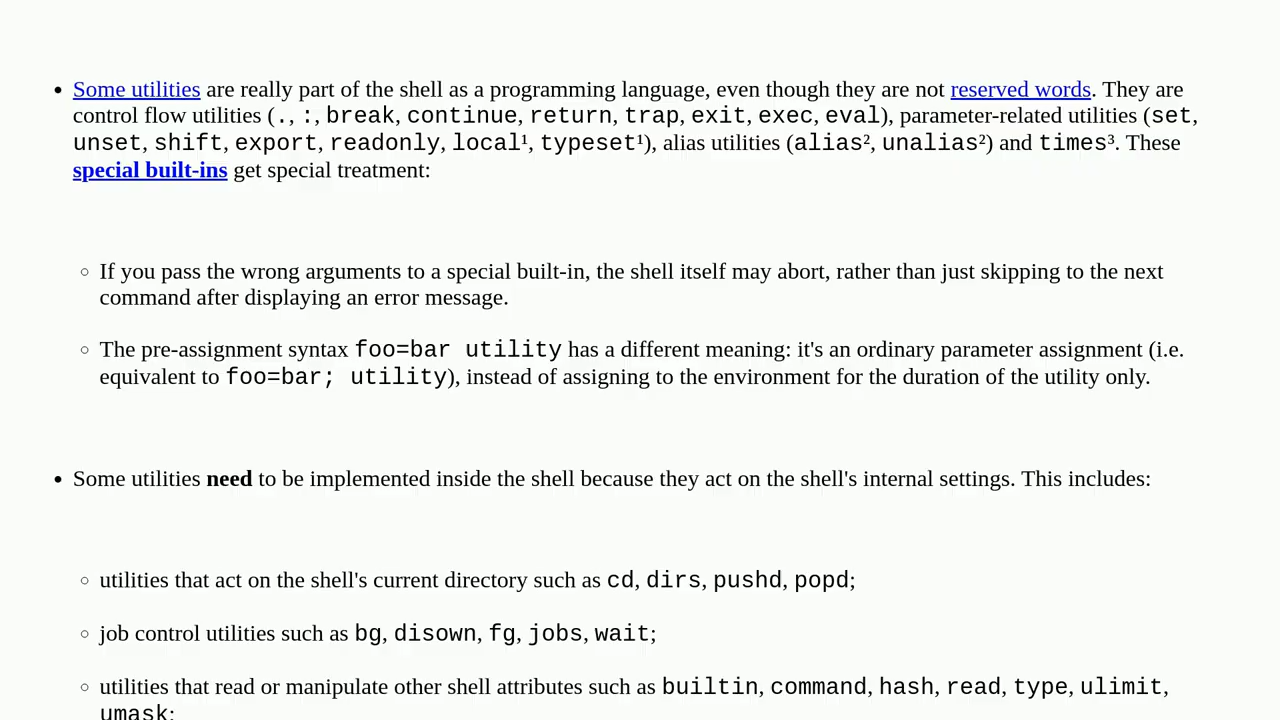 • Some utilities are really part of the shell as a programming language, even though they are not reserved words. They are
control flow utilities (., :, break, continue, return, trap, exit, exec, eval), parameter-related utilities (set,
unset, shift, export, readonly, local¹, typeset¹), alias utilities (alias², unalias²) and times³. These
special built-ins get special treatment:
◦ If you pass the wrong arguments to a special built-in, the shell itself may abort, rather than just skipping to the next
command after displaying an error message.
◦ The pre-assignment syntax foo=bar utility has a different meaning: it's an ordinary parameter assignment (i.e.
equivalent to foo=bar; utility), instead of assigning to the environment for the duration of the utility only.
• Some utilities need to be implemented inside the shell because they act on the shell's internal settings. This includes:
◦ utilities that act on the shell's current directory such as cd, dirs, pushd, popd;
◦ job control utilities such as bg, disown, fg, jobs, wait;
◦ utilities that read or manipulate other shell attributes such as builtin, command, hash, read, type, ulimit,
umask;